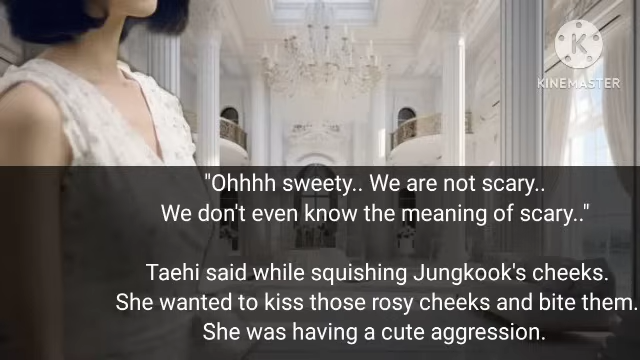 K
KINEMASTER
"Ohhhh sweety.. We are not scary..
We don't even know the meaning of scary.."
Taehi said while squishing Jungkook's cheeks.
She wanted to kiss those rosy cheeks and bite them.
She was having a cute aggression.